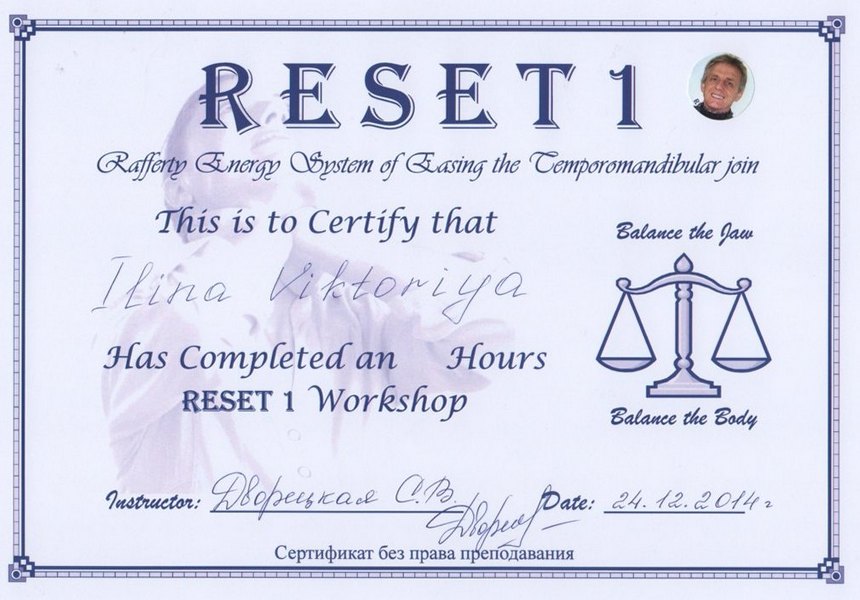 RESET 1
Rafferty Energy System of Easing the Temporomandibular join
This is to Certify that
Balance the Jaw
Ilina Viktoriya
Has Completed an Hours
RESET 1 Workshop
Balance the Body
Instructor: Дворецкая С.В. Date: 24.12.2014г
Сертификат без права преподавания